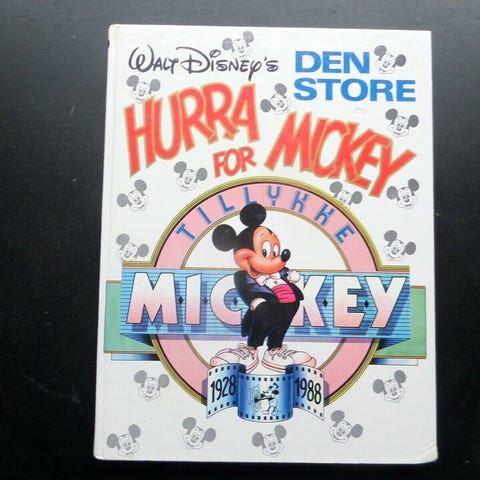 Walt Disney's
DEN
STORE
HURRA
FOR MICKEY
TILLYKKE
MICKEY
1928 1988